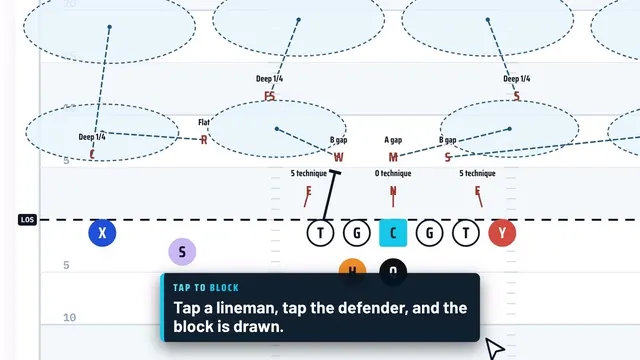 Deep 1/4
Deep 1/4
FS
S
Flat
Deep 1/4
B gap
A gap
B gap
C
R
W
M
S
5
5 technique
0 technique
5 technique
E
N
E
LOS
X
T
G
C
G
T
Y
S
5
H
Q
TAP TO BLOCK
Tap a lineman, tap the defender, and the
block is drawn.
10